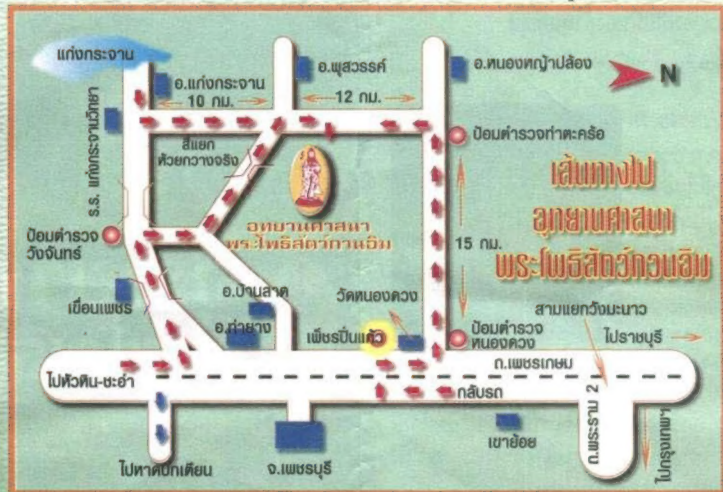 แก่งกระจาน
อ.แก่งกระจาน
10 กม.
อ.พุสวรรค์
12 กม.
อ.หนองหญ้าปล้อง
N
ร.ร. แก่งกระจานวิทยา
สี่แยก
ห้วยกวางจริง
ป้อมตำรวจท่าตะคร้อ
เส้นทางไป
อุทยานศาสนา
พระโพธิสัตว์กวนอิม
อุทยานศาสนา
พระโพธิสัตว์กวนอิม
15 กม.
ป้อมตำรวจ
วังจันทร์
เขื่อนเพชร
อ.บ้านลาด
อ.ท่ายาง
วัดหนองควง
เพ็ชรปิ่นแก้ว
ป้อมตำรวจ
หนองควง
สามแยกวังมะนาว
ไปราชบุรี
ถ.เพชรเกษม
ไปหัวหิน-ชะอำ
กลับรถ
ไปหาดปึกเตียน
จ.เพชรบุรี
เขาย้อย
ถ.พระราม 2
ไปกรุงเทพฯ